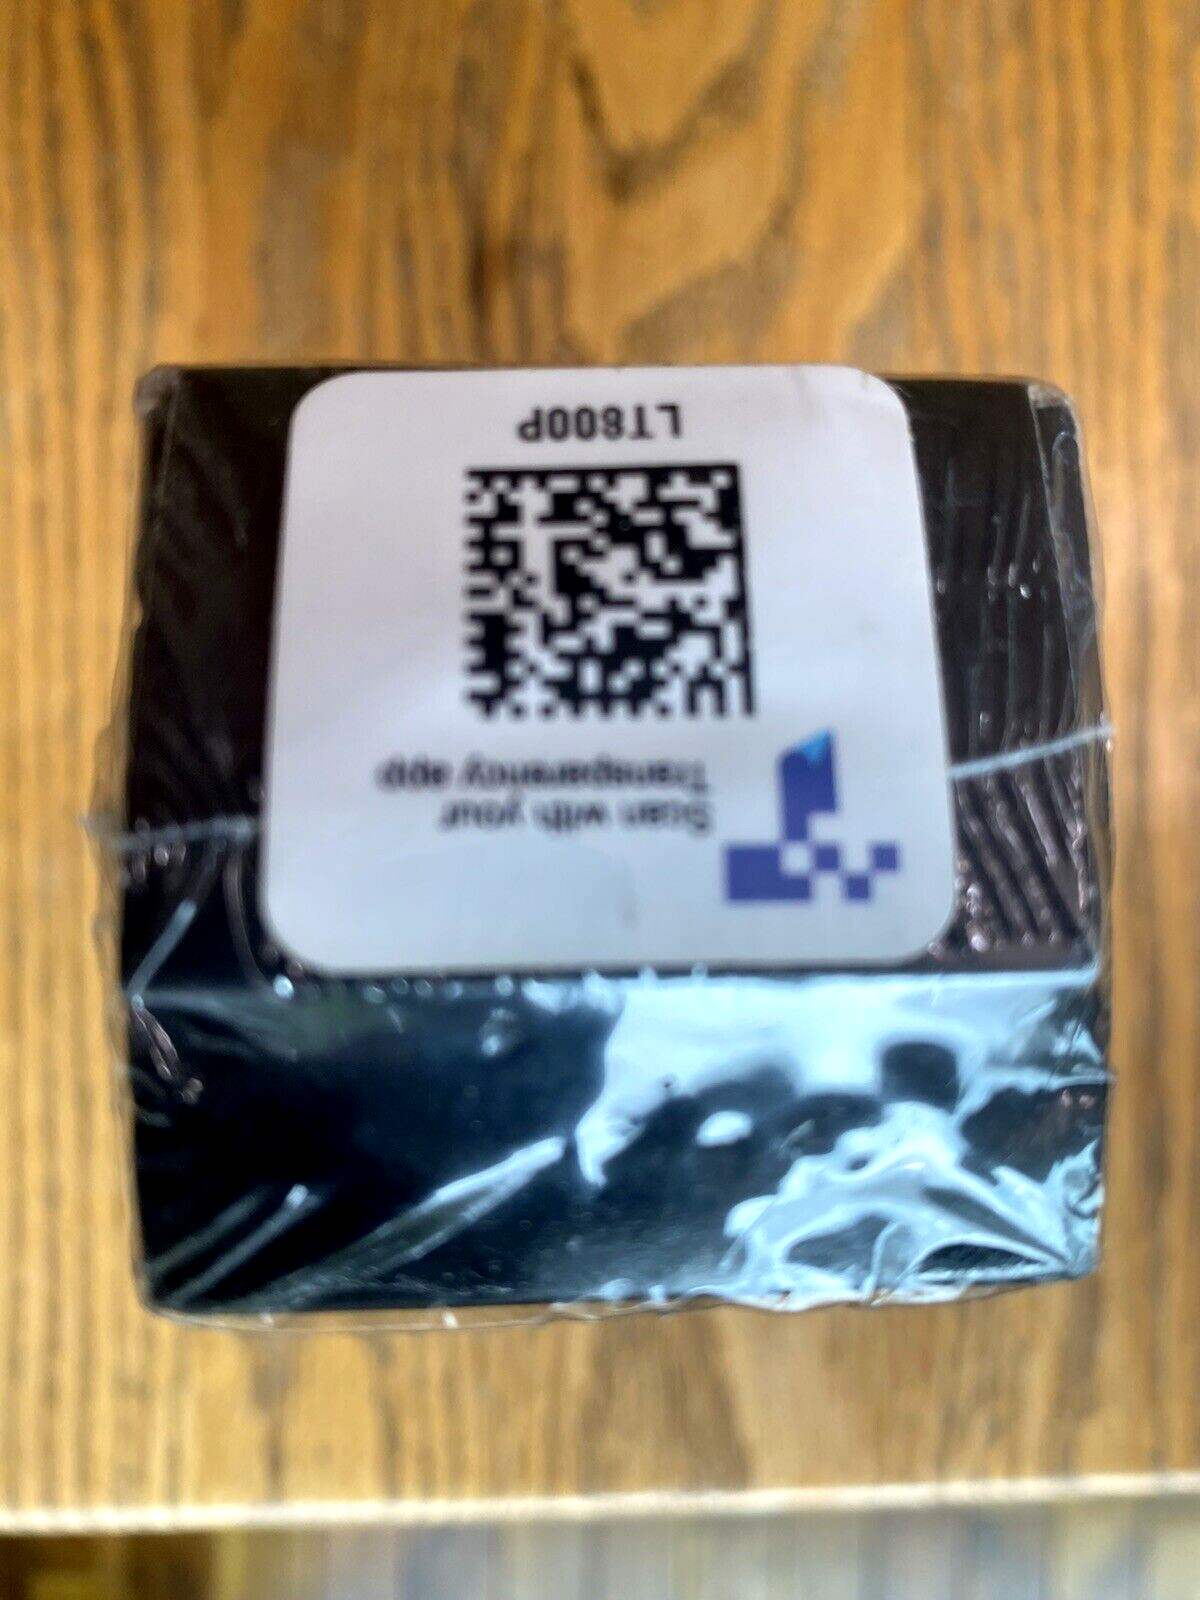 Scan with your
Transparency app
LT800P